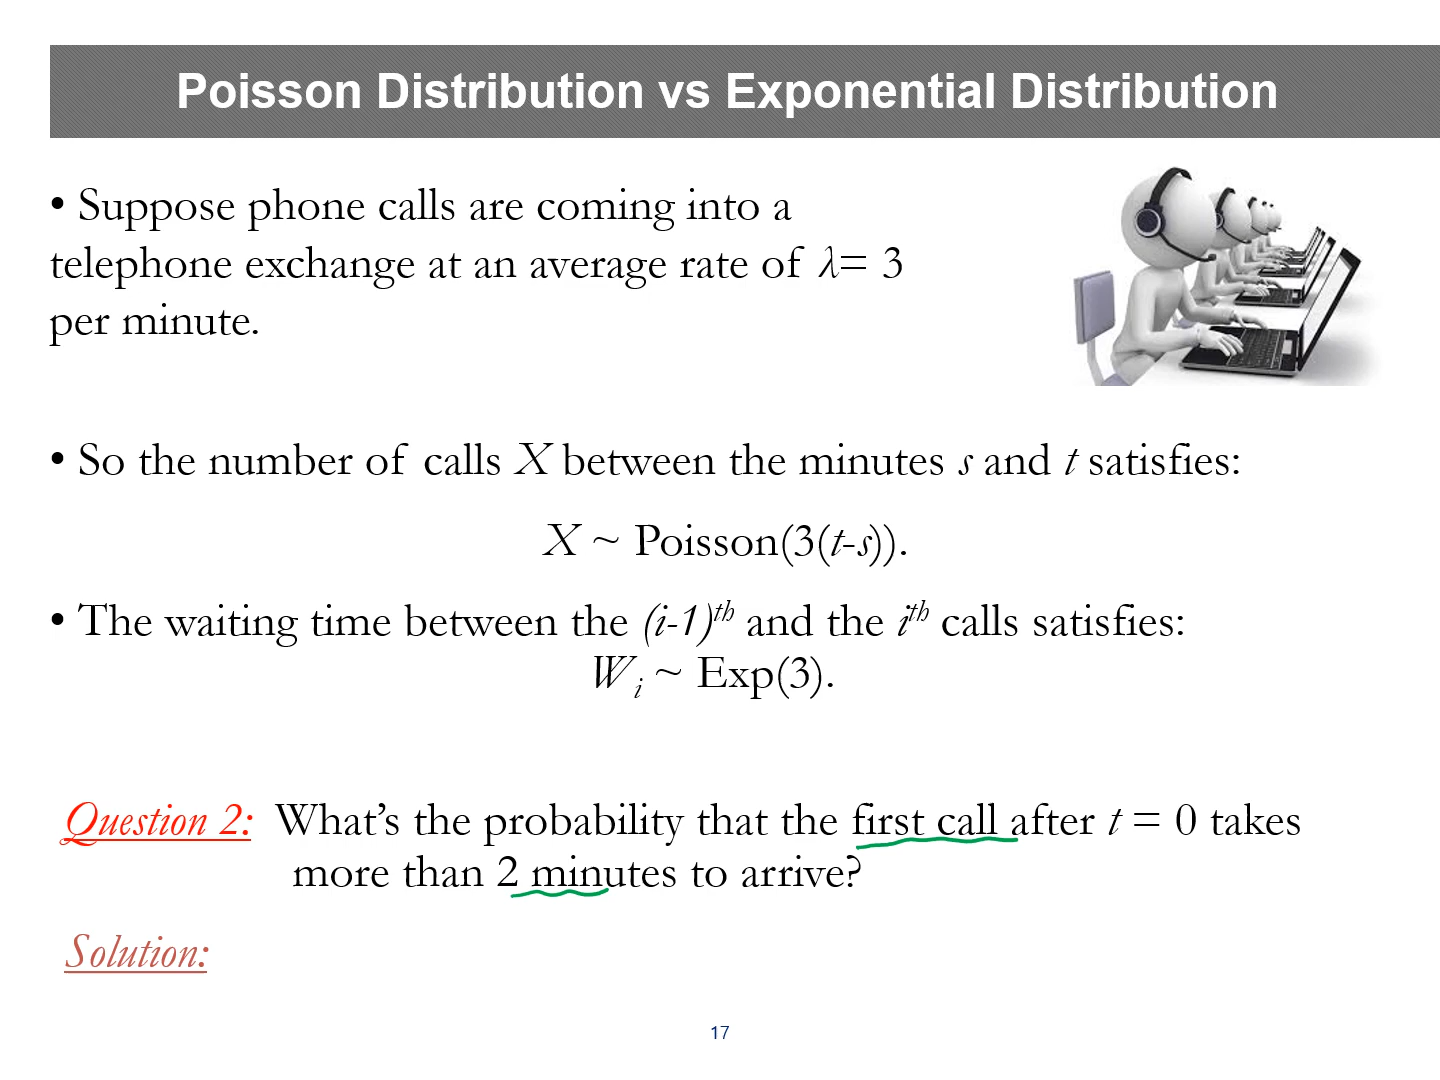 Poisson Distribution vs Exponential Distribution
• Suppose phone calls are coming into a
telephone exchange at an average rate of λ= 3
per minute.
• So the number of calls X between the minutes s and t satisfies:
X ~ Poisson(3(t-s)).
• The waiting time between the (i-1)th and the ith calls satisfies:
Wi ~ Exp(3).
Question 2: What’s the probability that the first call after t = 0 takes
more than 2 minutes to arrive?
Solution:
17